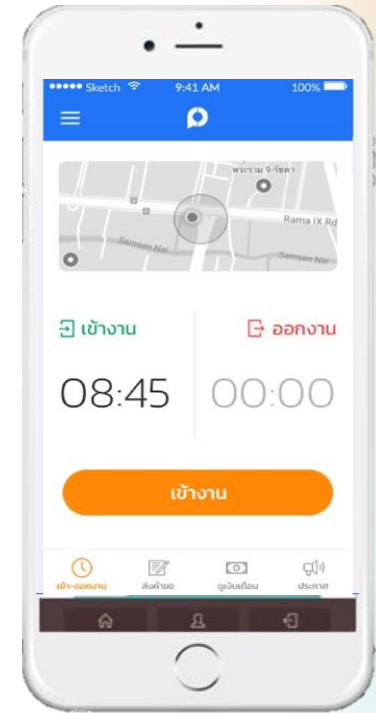 Sketch 9:41 AM 100%
พระราม 9-รัชดา
Rama IX Rd
Samsen Nai
Samsen Nai
เข้างาน ออกงาน
08:45 00:00
เข้างาน
เข้า-ออกงาน ส่งคำขอ ดูเงินเดือน ประกาศ